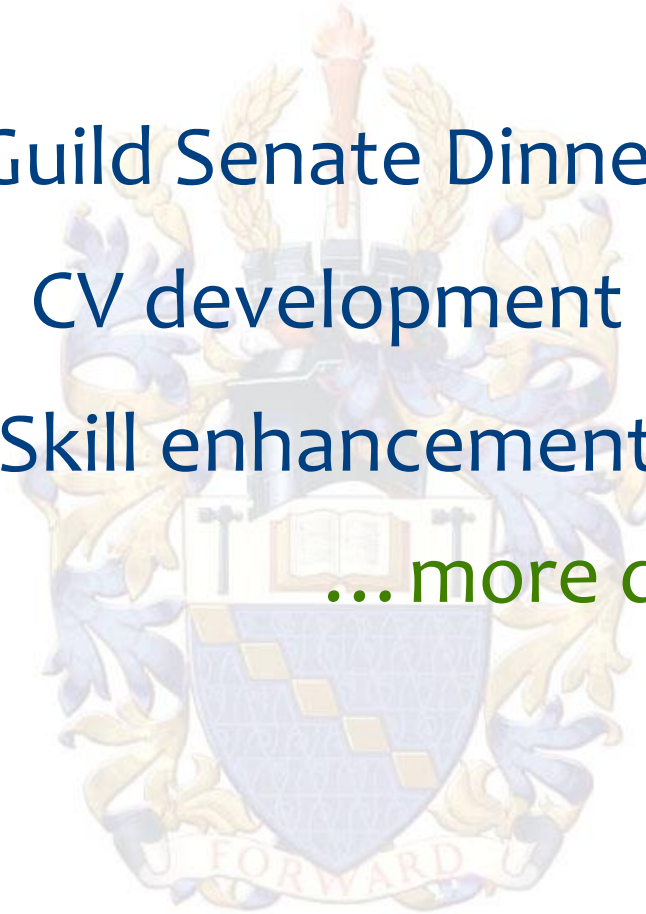 Guild Senate Dinne
CV development
Skill enhancement
...more
FORWARD